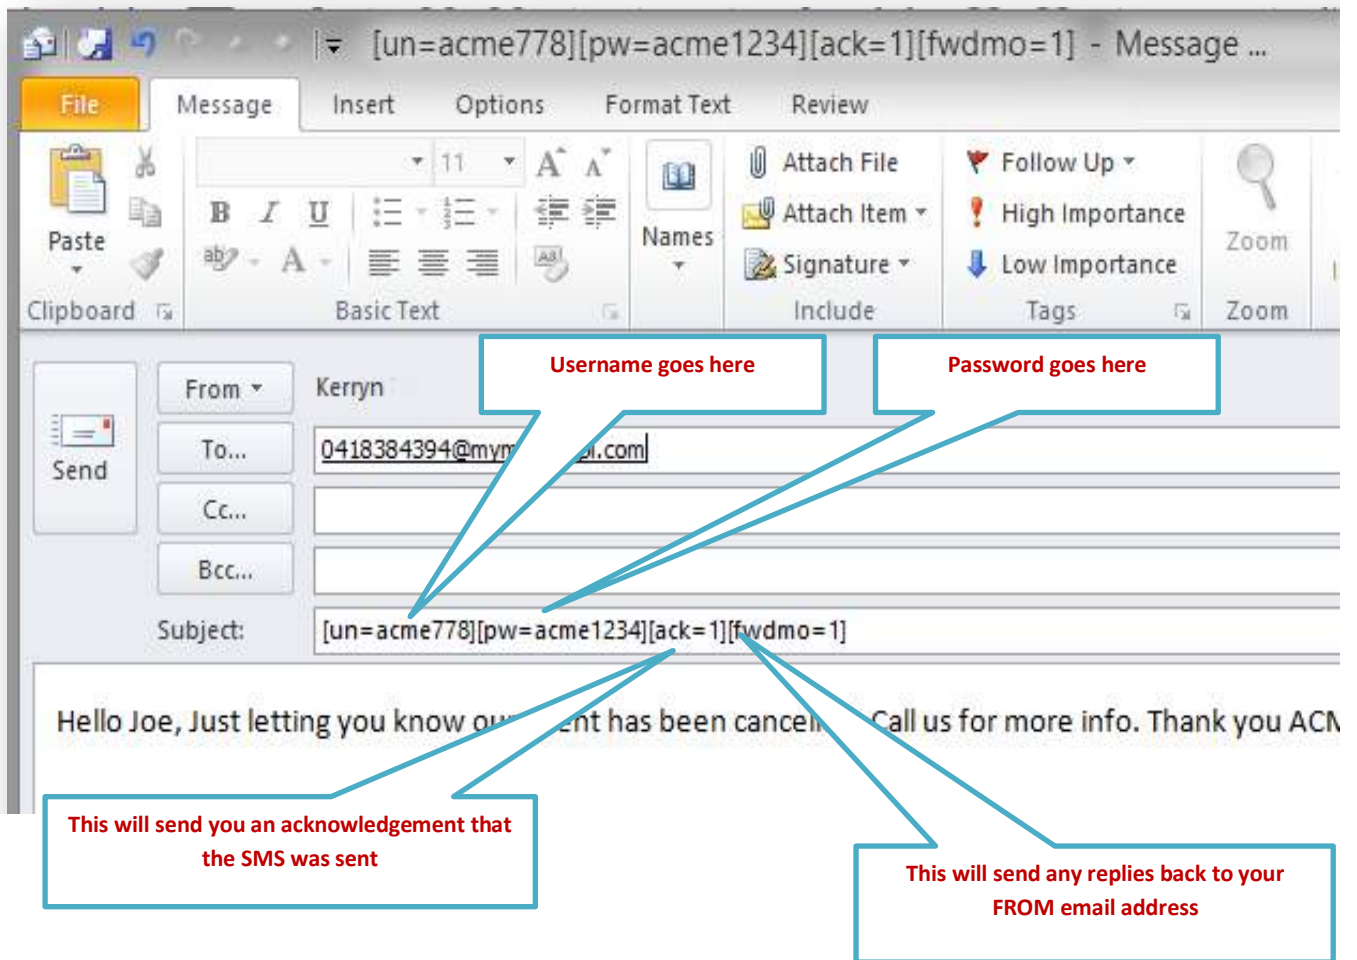 [un=acme778][pw=acme1234][ack=1][fwdmo=1] - Message ...
File Message Insert Options Format Text Review
11 A A Attach File Follow Up
B I U Attach Item High Importance
Paste Names Signature Low Importance Zoom
Clipboard Basic Text Include Tags Zoom
Username goes here
Password goes here
From Kerryn
Send
To... 0418384394@mym pi.com
Cc...
Bcc...
Subject: [un=acme778][pw=acme1234][ack=1][fwdmo=1]
Hello Joe, Just letting you know our ent has been cancell Call us for more info. Thank you ACM
This will send you an acknowledgement that
the SMS was sent
This will send any replies back to your
FROM email address